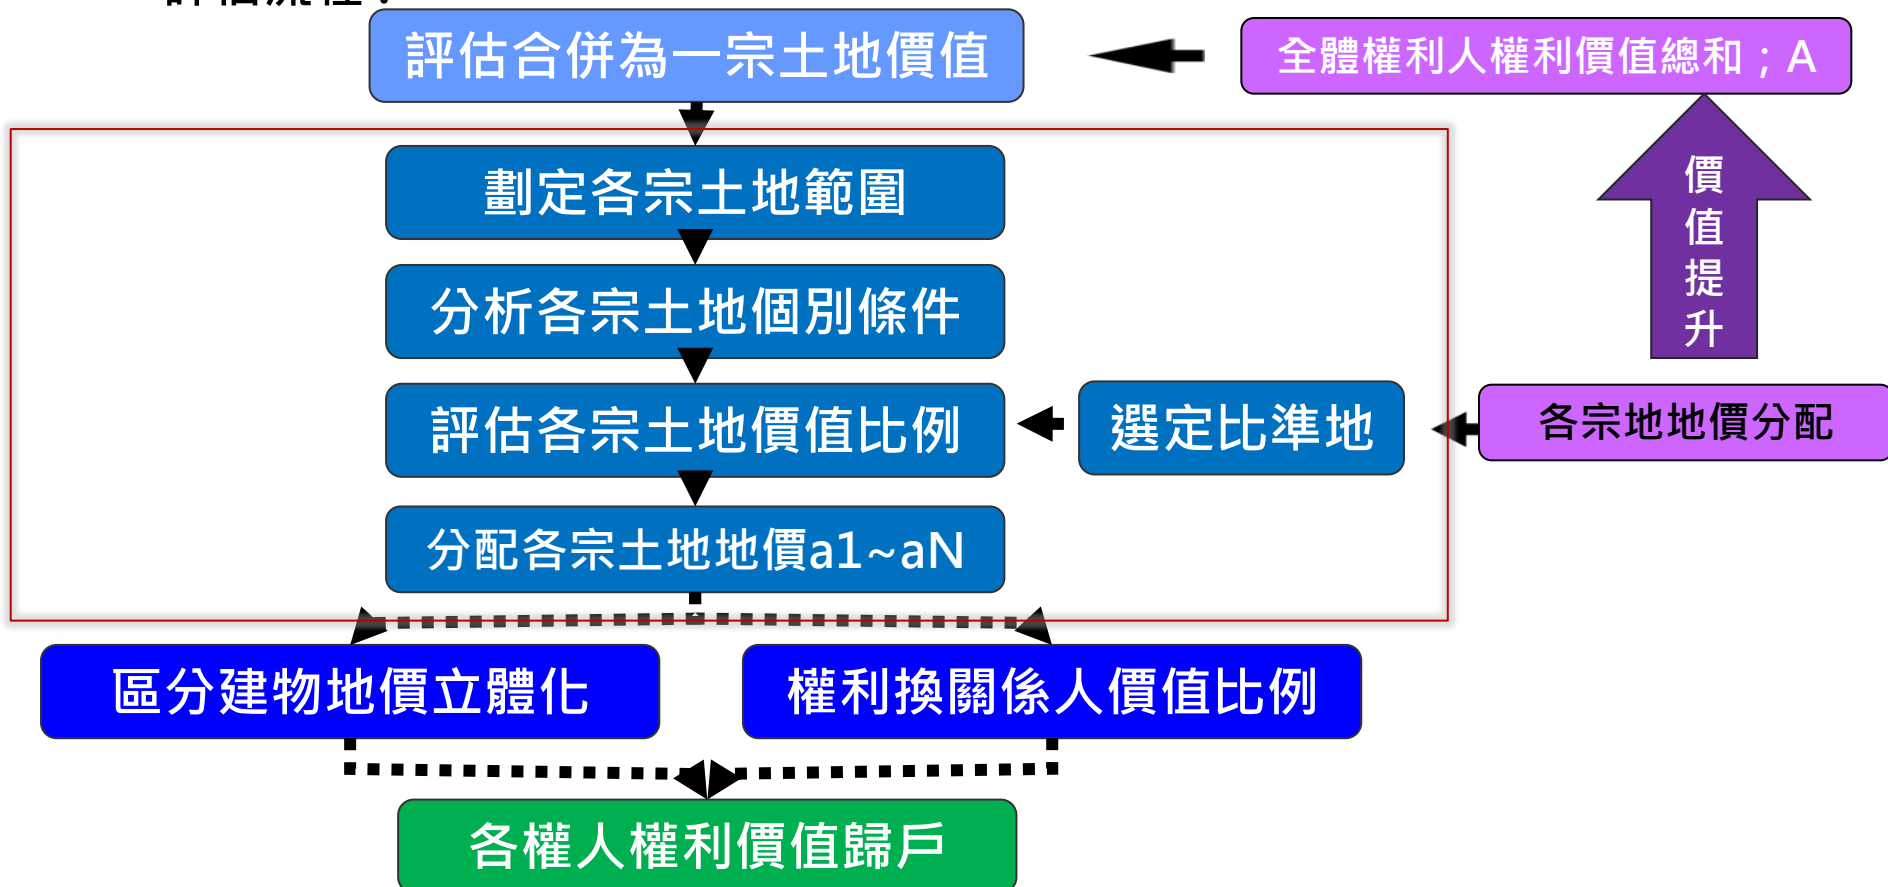 評估流程：
評估合併為一宗土地價值
全體權利人權利價值總和；A
價
值
提
升
劃定各宗土地範圍
分析各宗土地個別條件
評估各宗土地價值比例
選定比準地
各宗地地價分配
分配各宗土地地價a1~aN
區分建物地價立體化
權利換關係人價值比例
各權人權利價值歸戶